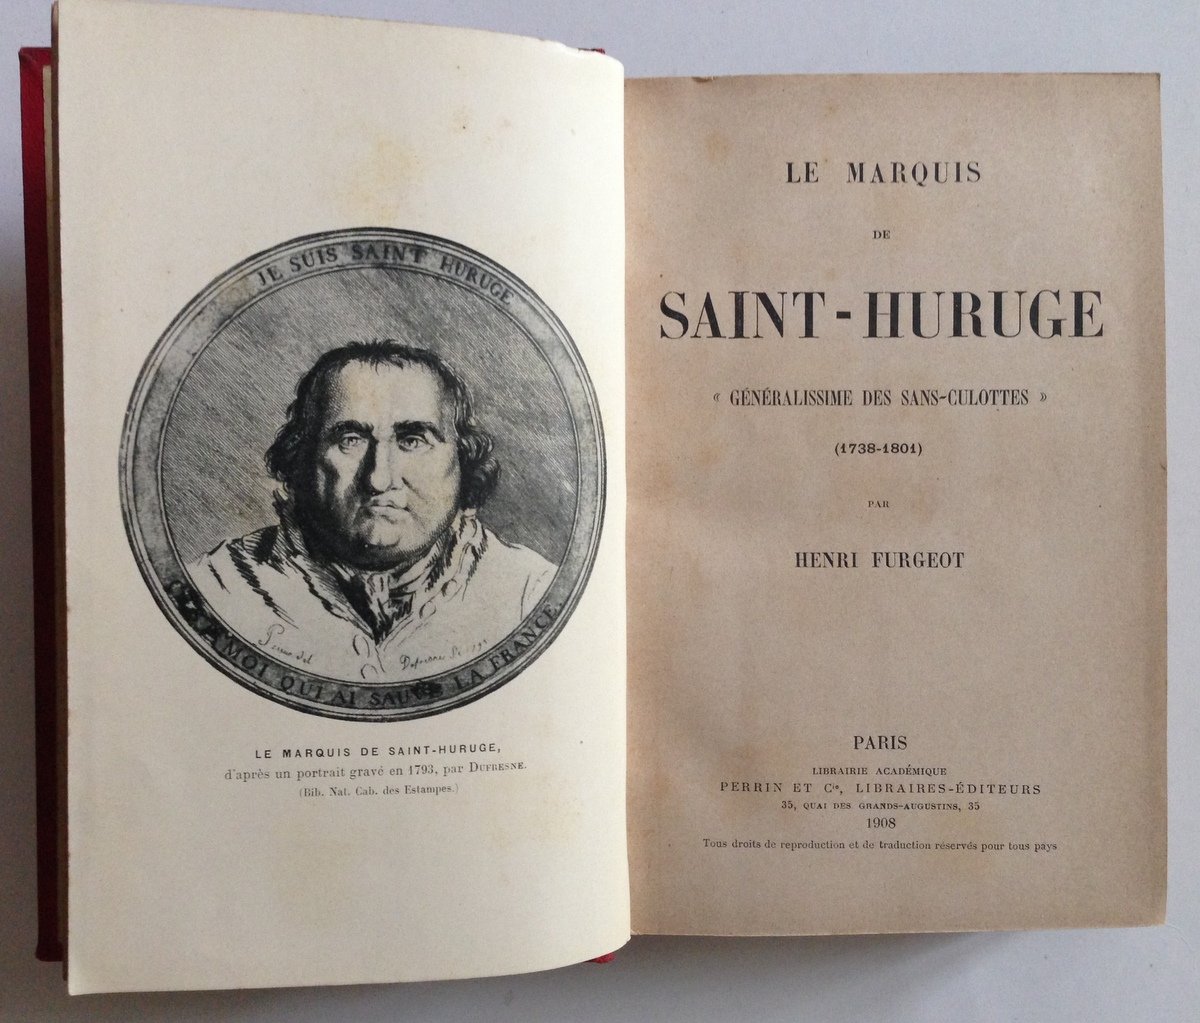 JE SUIS SAINT HURUGE
MOI QUI AI SAUVÉ LA FRANCE.
LE MARQUIS DE SAINT-HURUGE,
d'après un portrait gravé en 1793, par DUFRESNE.
(Bib. Nat. Cab. des Estampes.)
LE MARQUIS
DE
SAINT-HURUGE
« GÉNÉRALISSIME DES SANS-CULOTTES »
(1738-1801)
PAR
HENRI FURGEOT
PARIS
LIBRAIRIE ACADÉMIQUE
PERRIN ET Cie, LIBRAIRES-ÉDITEURS
35, QUAI DES GRANDS-AUGUSTINS, 35
1908
Tous droits de reproduction et de traduction réservés pour tous pays